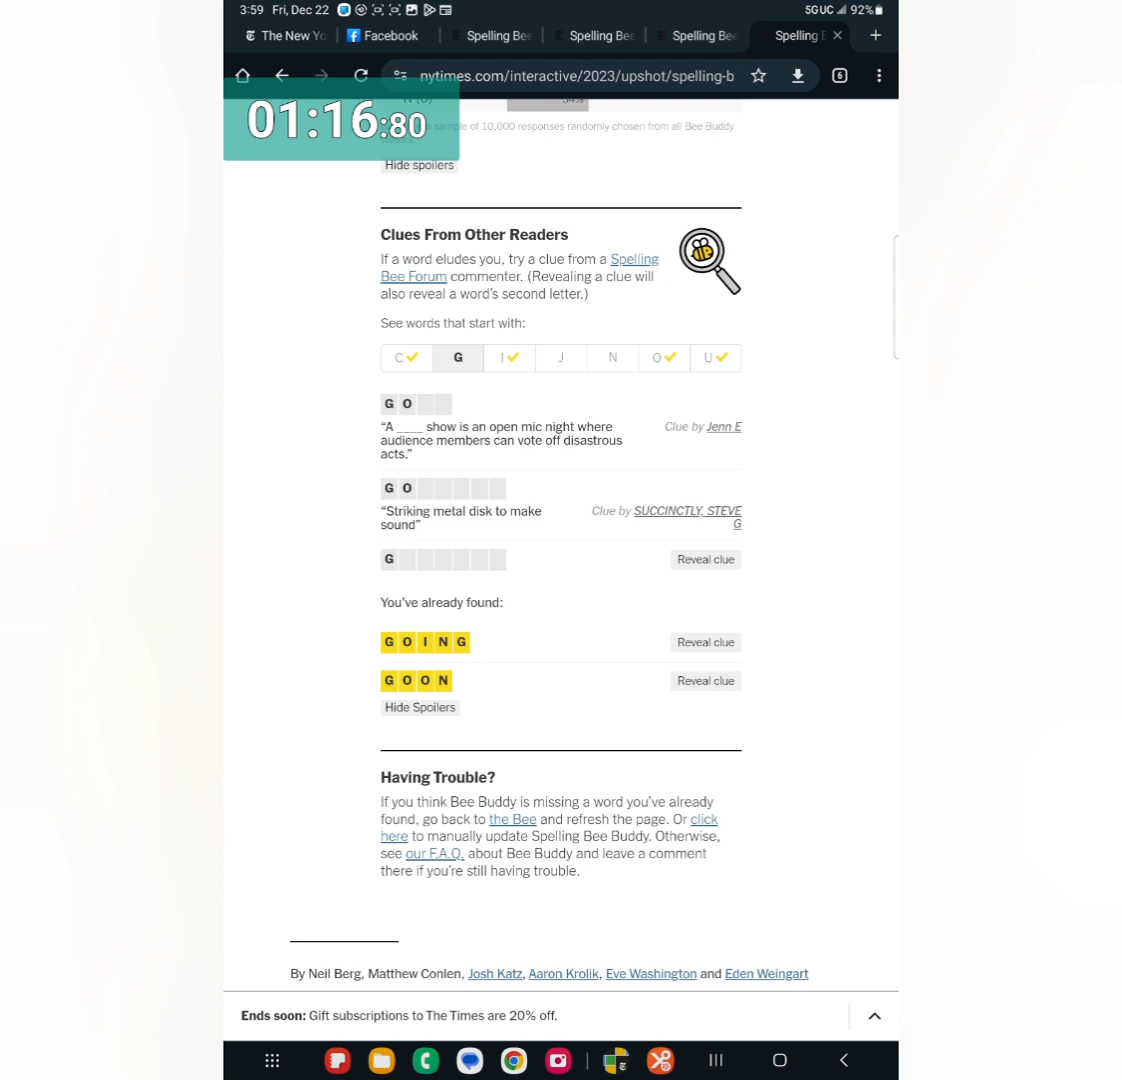 3:59 Fri, Dec 22 5GUC 92%
The New Yo Facebook Spelling Bee Spelling Bee Spelling Bee Spelling B
nytimes.com/interactive/2023/upshot/spelling-b 6
01:16:80
54%
sample of 10,000 responses randomly chosen from all Bee Buddy
Hide spoilers
Clues From Other Readers
If a word eludes you, try a clue from a Spelling
Bee Forum commenter. (Revealing a clue will
also reveal a word's second letter.)
See words that start with:
C G I J N O U
G O
“A ____ show is an open mic night where Clue by Jenn E
audience members can vote off disastrous
acts.”
G O
“Striking metal disk to make Clue by SUCCINCTLY, STEVE
sound” G
G Reveal clue
You've already found:
G O I N G Reveal clue
G O O N Reveal clue
Hide Spoilers
Having Trouble?
If you think Bee Buddy is missing a word you've already
found, go back to the Bee and refresh the page. Or click
here to manually update Spelling Bee Buddy. Otherwise,
see our F.A.Q. about Bee Buddy and leave a comment
there if you're still having trouble.
By Neil Berg, Matthew Conlen, Josh Katz, Aaron Krolik, Eve Washington and Eden Weingart
Ends soon: Gift subscriptions to The Times are 20% off.